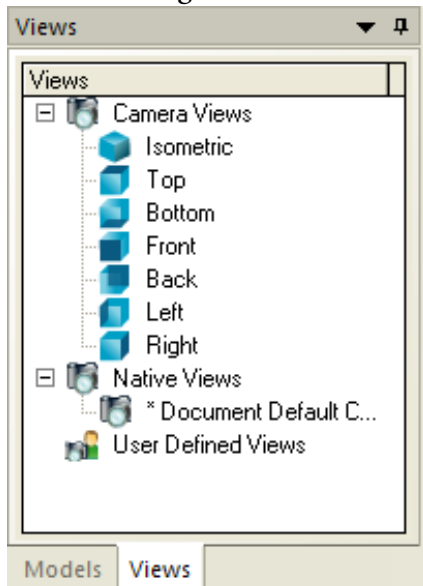 Views
Views
Camera Views
Isometric
Top
Bottom
Front
Back
Left
Right
Native Views
* Document Default C...
User Defined Views
Models Views